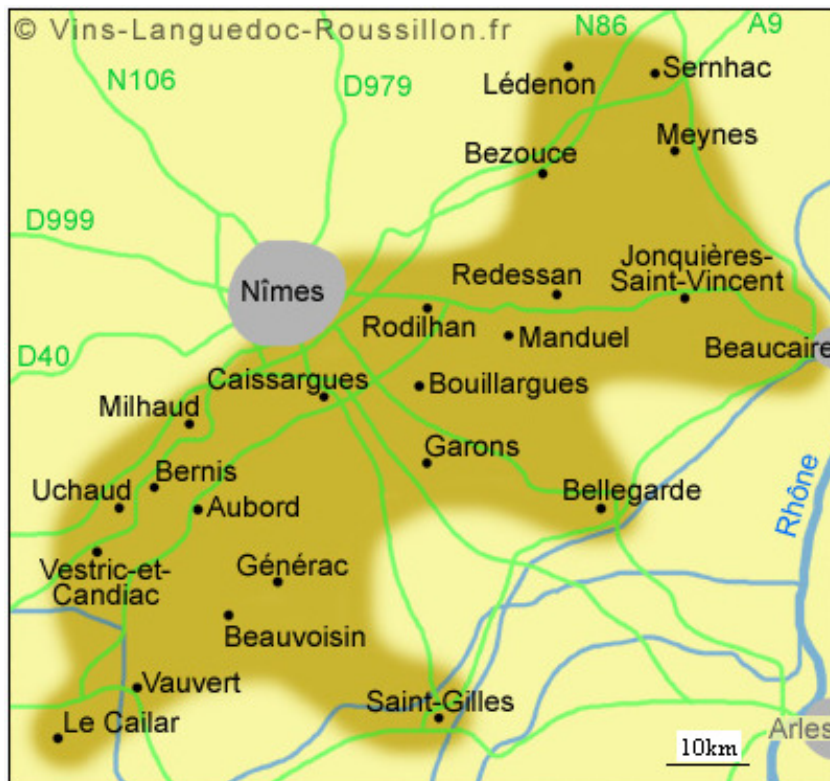 © Vins-Languedoc-Roussillon.fr
N86
A9
N106
D979
Lédenon
Sernhac
Meynes
Bezouce
D999
Nîmes
Redessan
Jonquières-
Saint-Vincent
Rodilhan
Manduel
Beaucaire
D40
Caissargues
Bouillargues
Milhaud
Garons
Bernis
Uchaud
Aubord
Bellegarde
Rhône
Vestric-et-
Candiac
Générac
Beauvoisin
Vauvert
Saint-Gilles
Le Cailar
Arles
10km